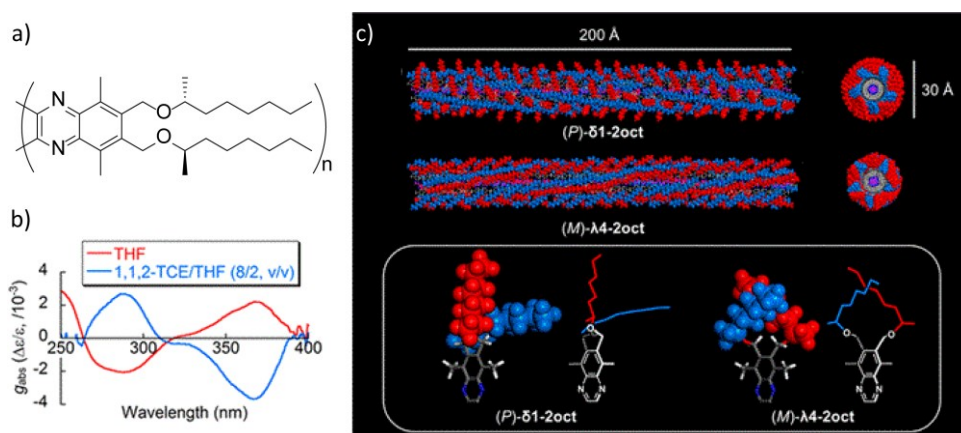 a)
N
N
O
O
n
b)
THF
1,1,2-TCE/THF (8/2, v/v)
gabs (Δε/ε, /10⁻³)
4
2
0
-2
-4
250
300
350
400
Wavelength (nm)
c)
200 Å
30 Å
(P)-δ1-2oct
(M)-λ4-2oct
O
O
O
(P)-δ1-2oct
(M)-λ4-2oct